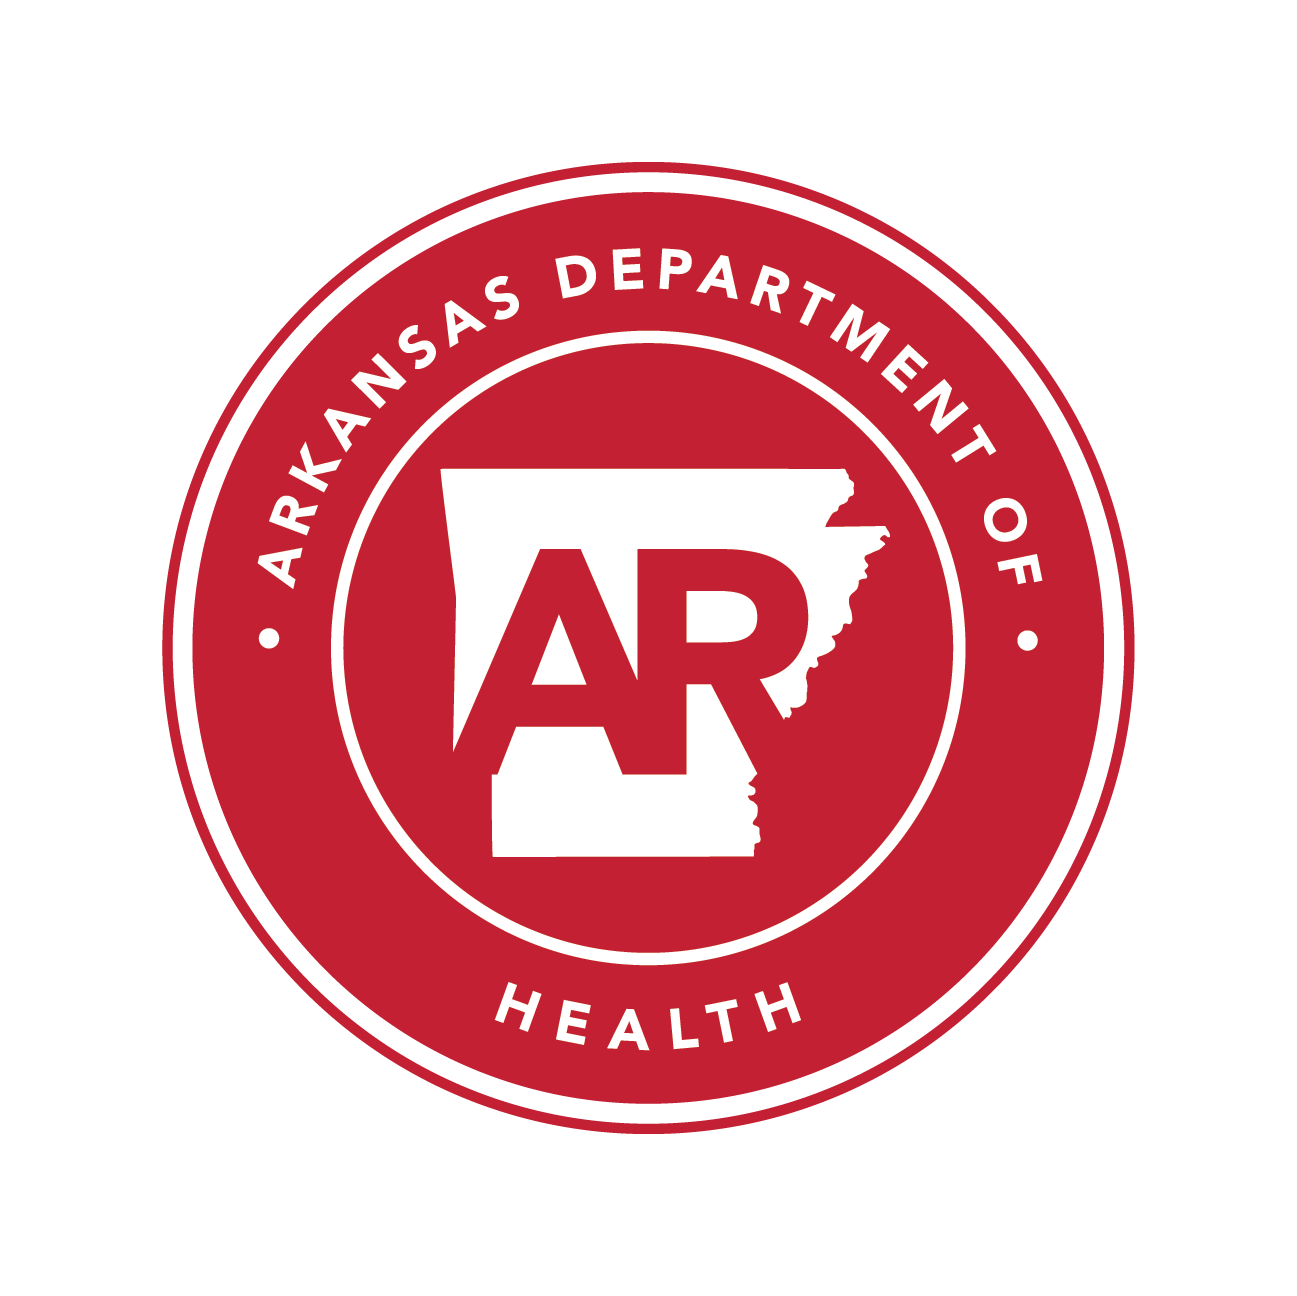 • ARKANSAS DEPARTMENT OF •
AR
HEALTH